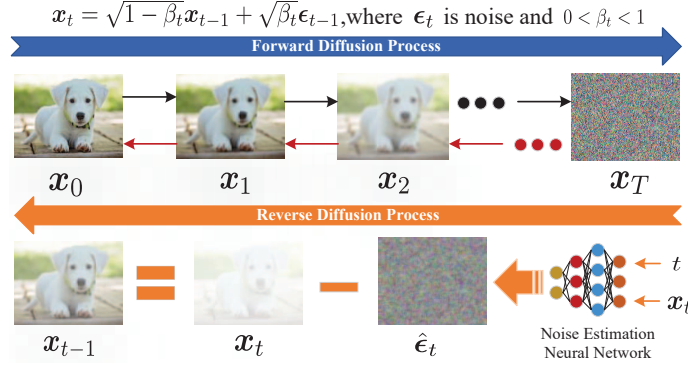 𝒙_t = √(1 − β_t) 𝒙_{t−1} + √β_t 𝝐_{t−1}, where 𝝐_t is noise and 0 < β_t < 1
Forward Diffusion Process
𝒙_0 𝒙_1 𝒙_2 𝒙_T
Reverse Diffusion Process
t
𝒙_t
𝒙_{t−1} 𝒙_t 𝝐̂_t
Noise Estimation
Neural Network